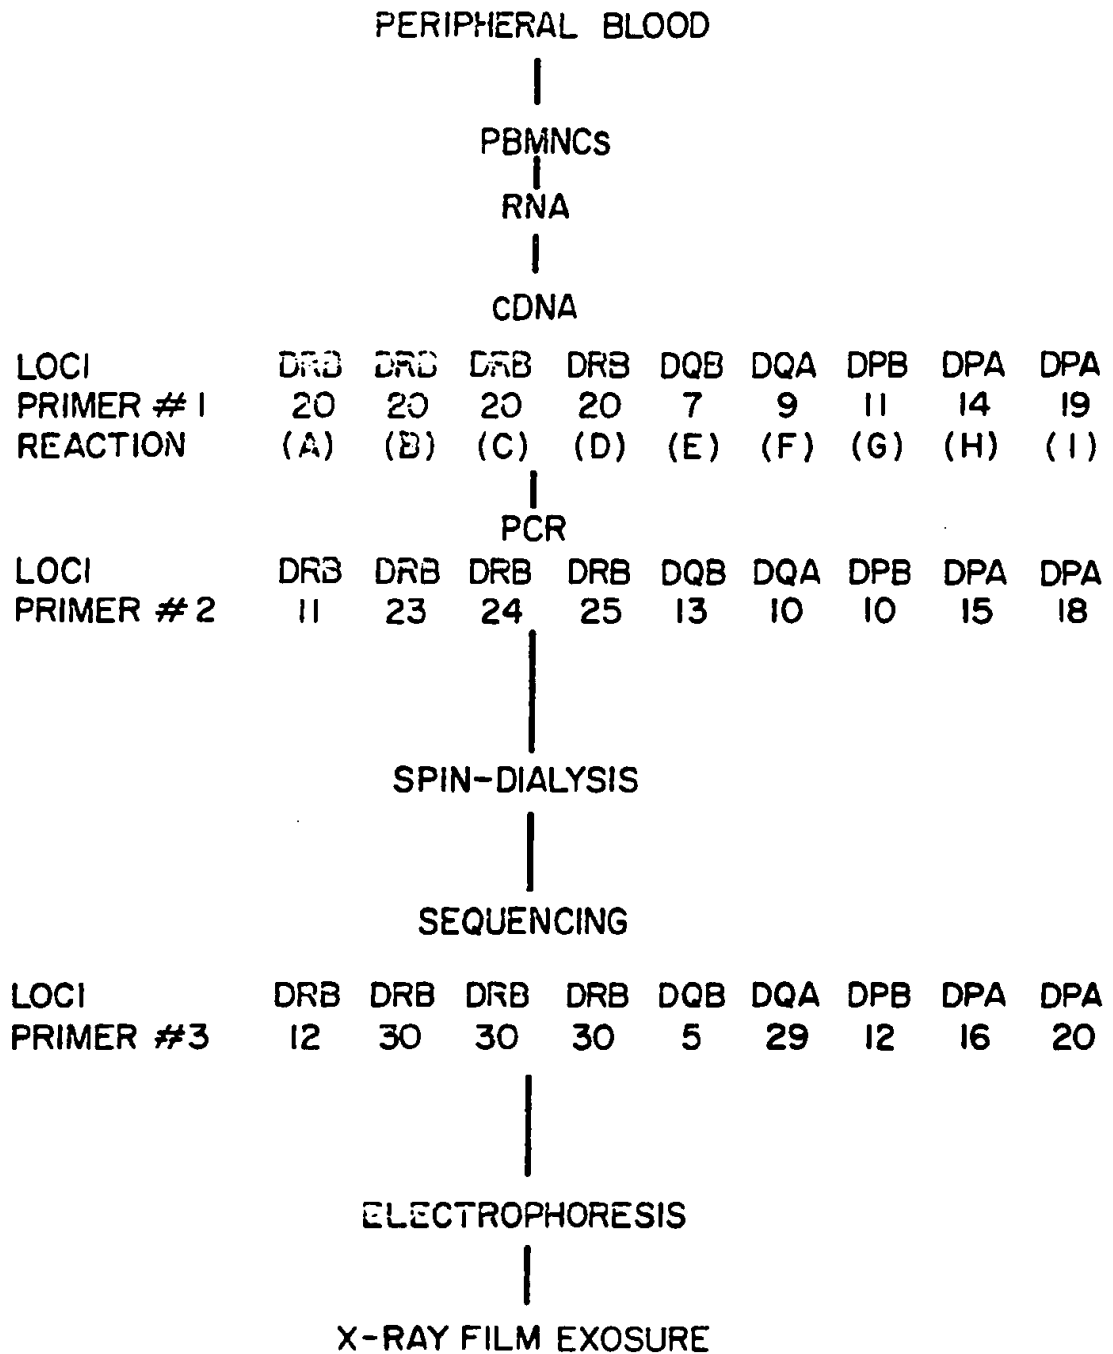 PERIPHERAL BLOOD
PBMNCs
RNA
cDNA
LOCI DRB DRB DRB DRB DQB DQA DPB DPA DPA
PRIMER #1 20 20 20 20 7 9 11 14 19
REACTION (A) (B) (C) (D) (E) (F) (G) (H) (I)
PCR
LOCI DRB DRB DRB DRB DQB DQA DPB DPA DPA
PRIMER #2 11 23 24 25 13 10 10 15 18
SPIN-DIALYSIS
SEQUENCING
LOCI DRB DRB DRB DRB DQB DQA DPB DPA DPA
PRIMER #3 12 30 30 30 5 29 12 16 20
ELECTROPHORESIS
X-RAY FILM EXOSURE